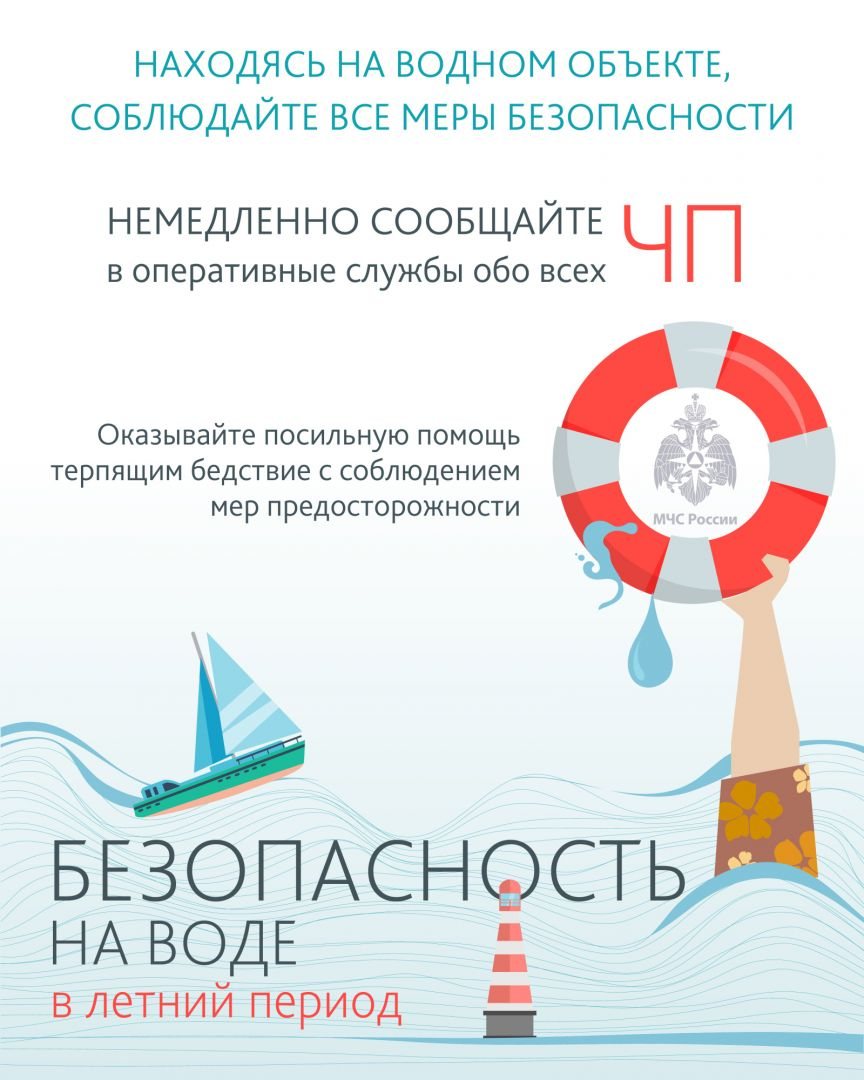 НАХОДЯСЬ НА ВОДНОМ ОБЪЕКТЕ,
СОБЛЮДАЙТЕ ВСЕ МЕРЫ БЕЗОПАСНОСТИ
НЕМЕДЛЕННО СООБЩАЙТЕ
в оперативные службы обо всех
ЧП
Оказывайте посильную помощь
терпящим бедствие с соблюдением
мер предосторожности
МЧС России
БЕЗОПАСНОСТЬ
НА ВОДЕ
в летний период